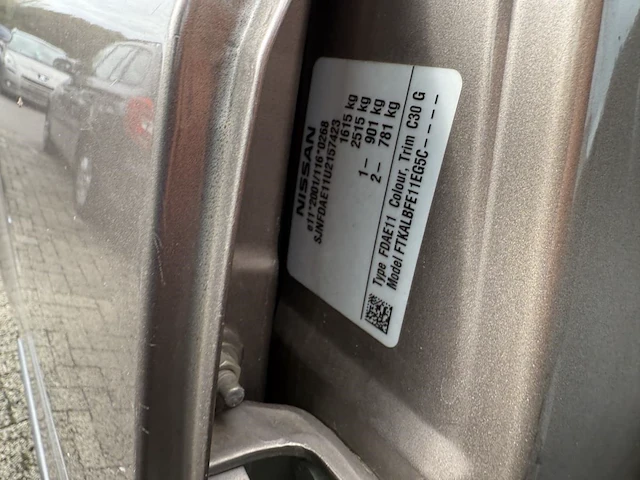 NISSAN
e11*2001/116*0268
SJNFDAE11U2157423
1615 kg
2515 kg
1– 901 kg
2– 781 kg
Type FDAE11 Colour, Trim C30 G
Model FTKALBFE11EG5C----